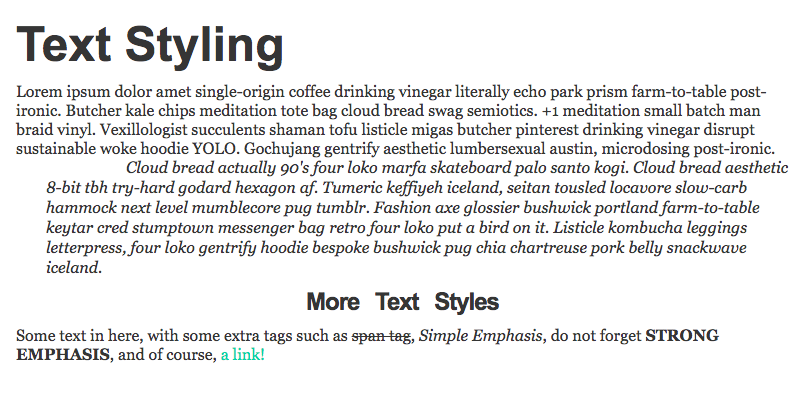 Text Styling
Lorem ipsum dolor amet single-origin coffee drinking vinegar literally echo park prism farm-to-table post-
ironic. Butcher kale chips meditation tote bag cloud bread swag semiotics. +1 meditation small batch man
braid vinyl. Vexillologist succulents shaman tofu listicle migas butcher pinterest drinking vinegar disrupt
sustainable woke hoodie YOLO. Gochujang gentrify aesthetic lumbersexual austin, microdosing post-ironic.
Cloud bread actually 90's four loko marfa skateboard palo santo kogi. Cloud bread aesthetic
8-bit tbh try-hard godard hexagon af. Tumeric keffiyeh iceland, seitan tousled locavore slow-carb
hammock next level mumblecore pug tumblr. Fashion axe glossier bushwick portland farm-to-table
keytar cred stumptown messenger bag retro four loko put a bird on it. Listicle kombucha leggings
letterpress, four loko gentrify hoodie bespoke bushwick pug chia chartreuse pork belly snackwave
iceland.
More Text Styles
Some text in here, with some extra tags such as span tag, Simple Emphasis, do not forget STRONG
EMPHASIS, and of course, a link!